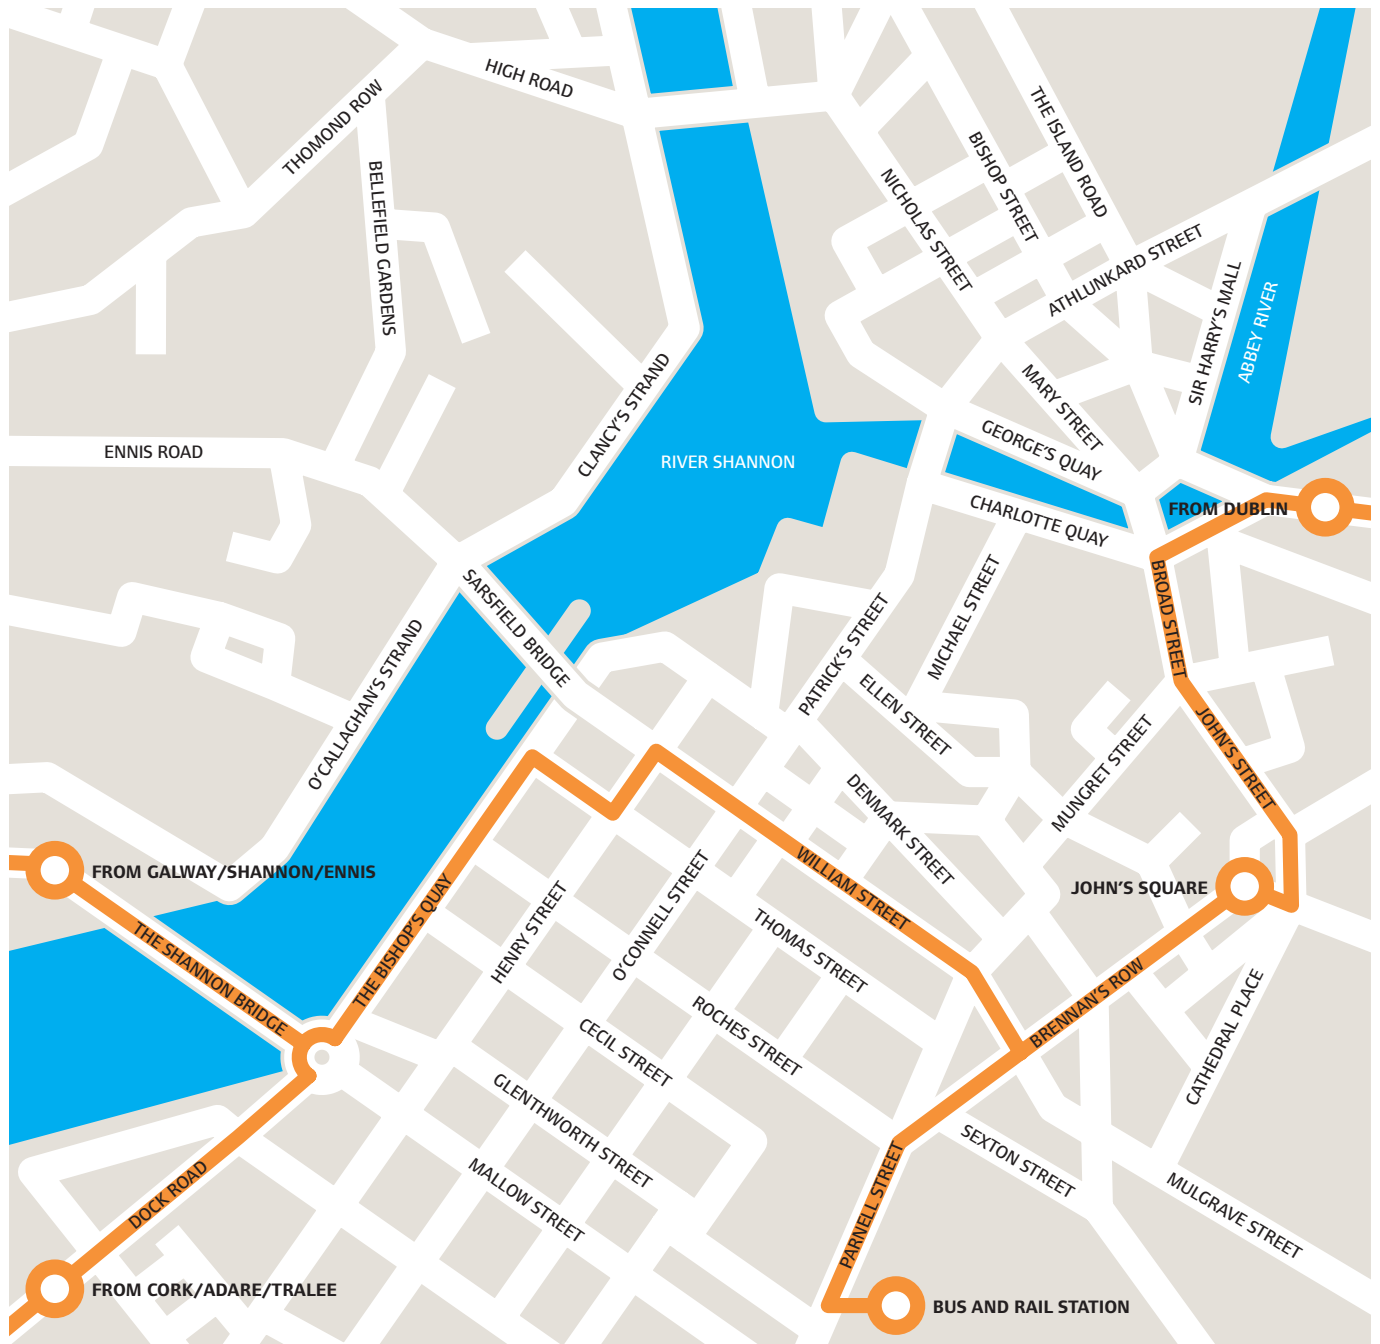 HIGH ROAD
THOMOND ROW
THE ISLAND ROAD
BISHOP STREET
NICHOLAS STREET
BELLEFIELD GARDENS
ATHLUNKARD STREET
SIR HARRY'S MALL
ABBEY RIVER
CLANCY'S STRAND
MARY STREET
ENNIS ROAD
RIVER SHANNON
GEORGE'S QUAY
CHARLOTTE QUAY
FROM DUBLIN
SARSFIELD BRIDGE
MICHAEL STREET
BROAD STREET
PATRICK'S STREET
O'CALLAGHAN'S STRAND
ELLEN STREET
JOHN'S STREET
MUNGRET STREET
DENMARK STREET
FROM GALWAY/SHANNON/ENNIS
WILLIAM STREET
JOHN'S SQUARE
THE BISHOP'S QUAY
HENRY STREET
O'CONNELL STREET
THOMAS STREET
THE SHANNON BRIDGE
BRENNAN'S ROW
CATHEDRAL PLACE
ROCHES STREET
CECIL STREET
GLENTHWORTH STREET
SEXTON STREET
MALLOW STREET
DOCK ROAD
PARNELL STREET
MULGRAVE STREET
FROM CORK/ADARE/TRALEE
BUS AND RAIL STATION